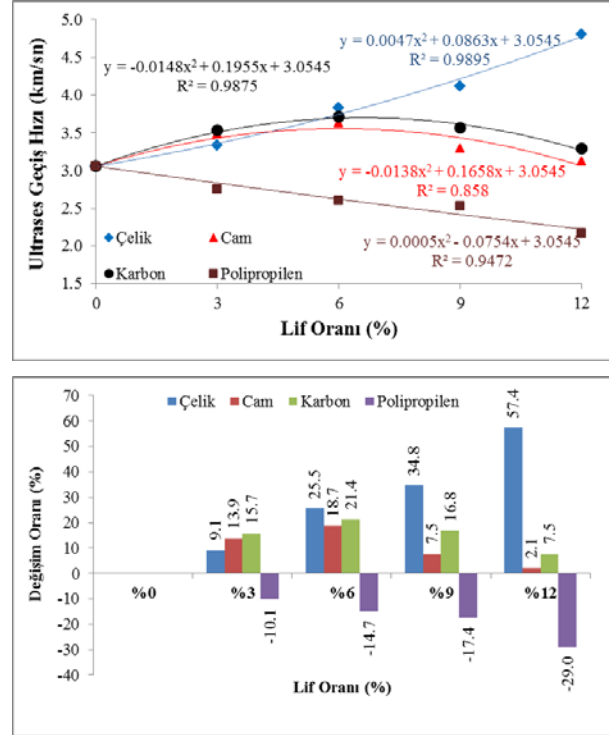 Ultrases Geçiş Hızı (km/sn)
5.0
4.5
4.0
3.5
3.0
2.5
2.0
1.5
y = 0.0047x² + 0.0863x + 3.0545
R² = 0.9895
y = -0.0148x² + 0.1955x + 3.0545
R² = 0.9875
y = -0.0138x² + 0.1658x + 3.0545
R² = 0.858
y = 0.0005x² - 0.0754x + 3.0545
R² = 0.9472
Çelik Cam
Karbon Polipropilen
0 3 6 9 12
Lif Oranı (%)
Değişim Oranı (%)
70
60
50
40
30
20
10
0
-10
-20
-30
-40
Çelik Cam Karbon Polipropilen
9.1 13.9 15.7 -10.1
25.5 18.7 21.4 -14.7
34.8 7.5 16.8 -17.4
57.4 2.1 7.5 -29.0
%0 %3 %6 %9 %12
Lif Oranı (%)